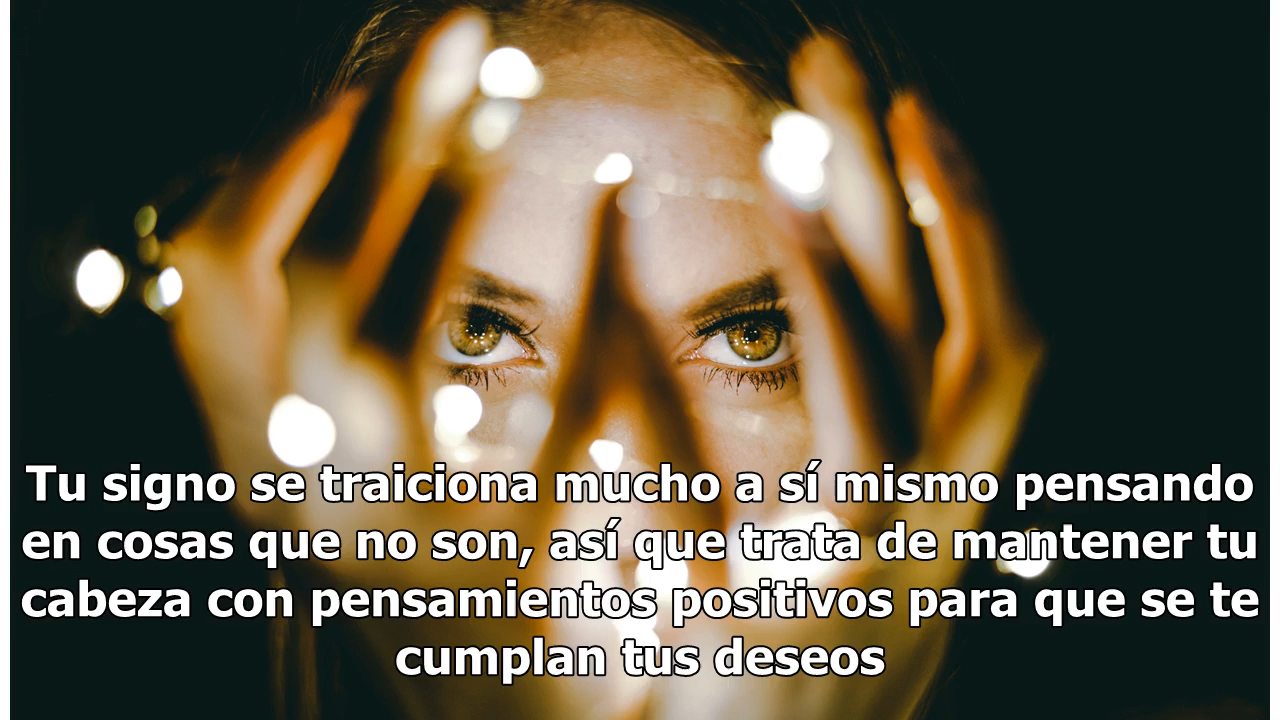 Tu signo se traiciona mucho a sí mismo pensando
en cosas que no son, así que trata de mantener tu
cabeza con pensamientos positivos para que se te
cumplan tus deseos